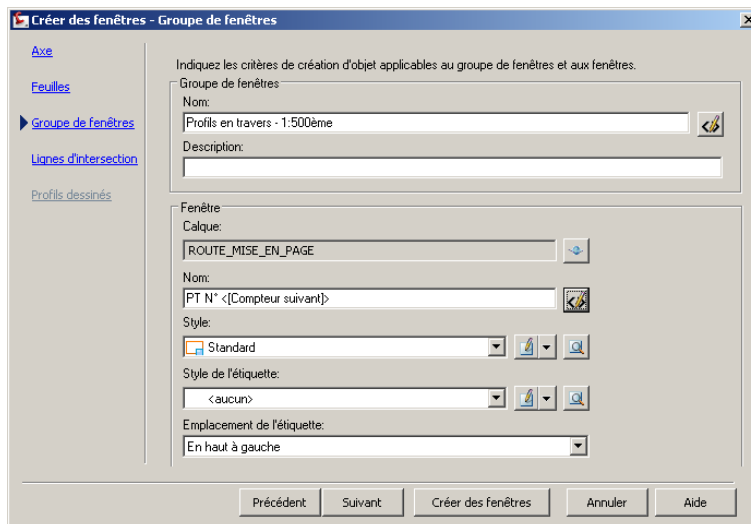 Créer des fenêtres - Groupe de fenêtres
Axe
Feuilles
Groupe de fenêtres
Lignes d'intersection
Profils dessinés
Indiquez les critères de création d'objet applicables au groupe de fenêtres et aux fenêtres.
Groupe de fenêtres
Nom:
Profils en travers - 1:500ème
Description:
Fenêtre
Calque:
ROUTE_MISE_EN_PAGE
Nom:
PT N° <[Compteur suivant]>
Style:
Standard
Style de l'étiquette:
<aucun>
Emplacement de l'étiquette:
En haut à gauche
Précédent Suivant Créer des fenêtres Annuler Aide